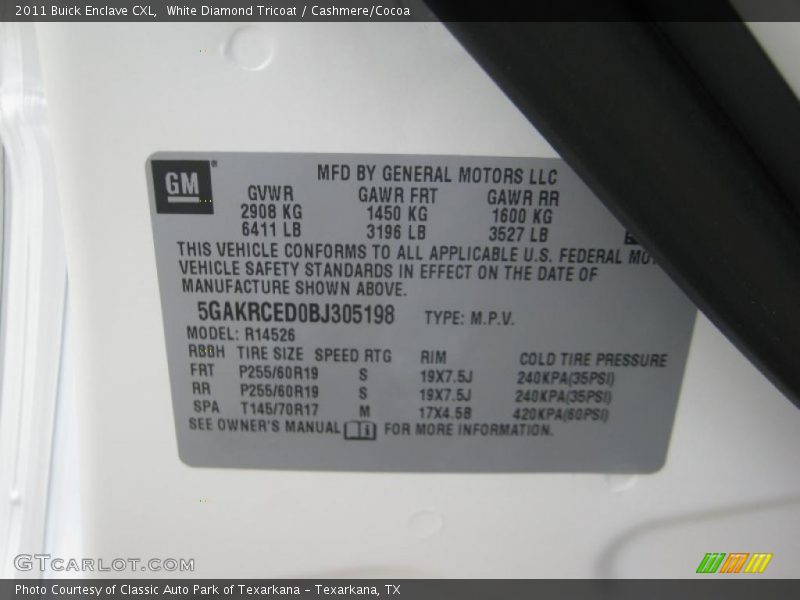 2011 Buick Enclave CXL, White Diamond Tricoat / Cashmere/Cocoa
GM
MFD BY GENERAL MOTORS LLC
GVWR GAWR FRT GAWR RR
2908 KG 1450 KG 1600 KG
6411 LB 3196 LB 3527 LB
THIS VEHICLE CONFORMS TO ALL APPLICABLE U.S. FEDERAL
VEHICLE SAFETY STANDARDS IN EFFECT ON THE DATE OF
MANUFACTURE SHOWN ABOVE.
5GAKRCED0BJ305198 TYPE: M.P.V.
MODEL: R14526
TIRE SIZE SPEED RTG RIM COLD TIRE PRESSURE
FRT P255/60R19 S 19X7.5J 240KPA(35PSI)
RR P255/60R19 S 19X7.5J 240KPA(35PSI)
SPA T145/70R17 M 17X4.5B 420KPA(60PSI)
SEE OWNER'S MANUAL FOR MORE INFORMATION.
GTCARLOT.COM
Photo Courtesy of Classic Auto Park of Texarkana - Texarkana, TX